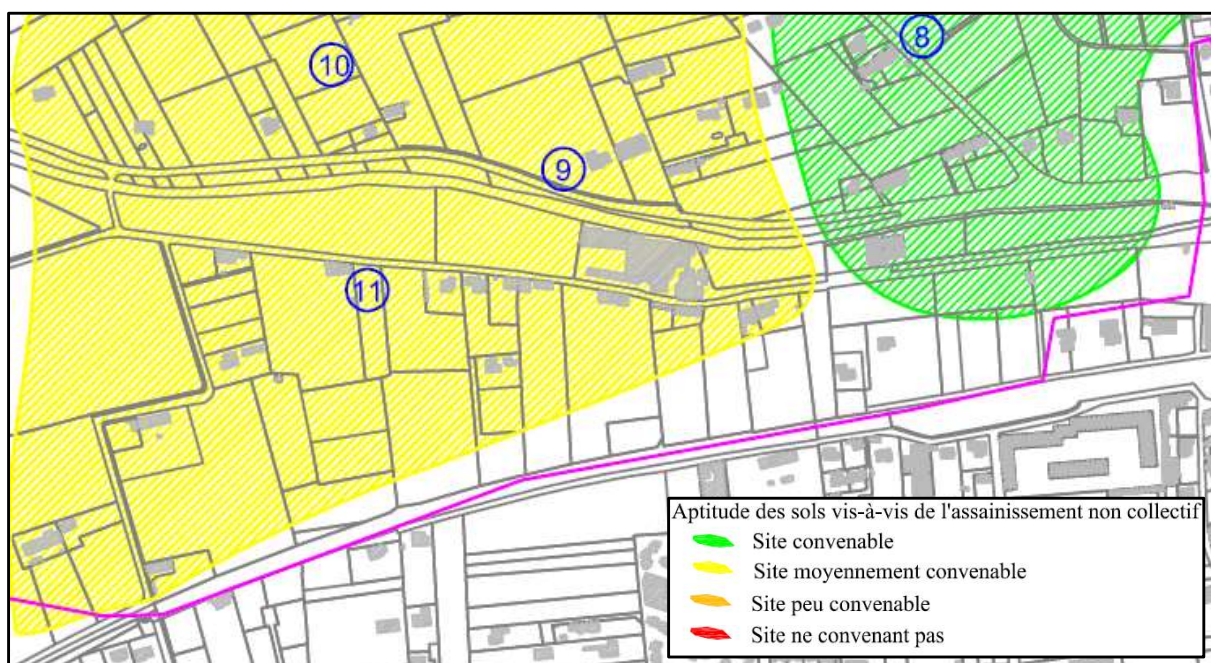 8
10
9
11
Aptitude des sols vis-à-vis de l'assainissement non collectif
Site convenable
Site moyennement convenable
Site peu convenable
Site ne convenant pas